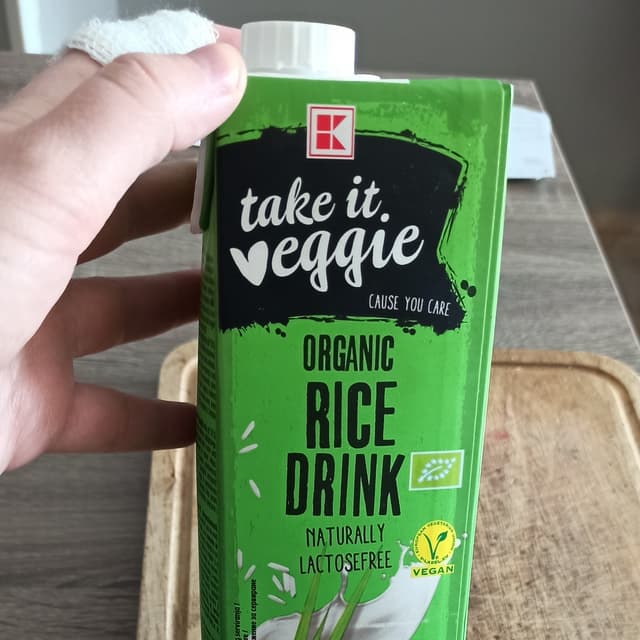 K
take it
veggie
CAUSE YOU CARE
ORGANIC
RICE
DRINK
NATURALLY
LACTOSEFREE
VEGAN